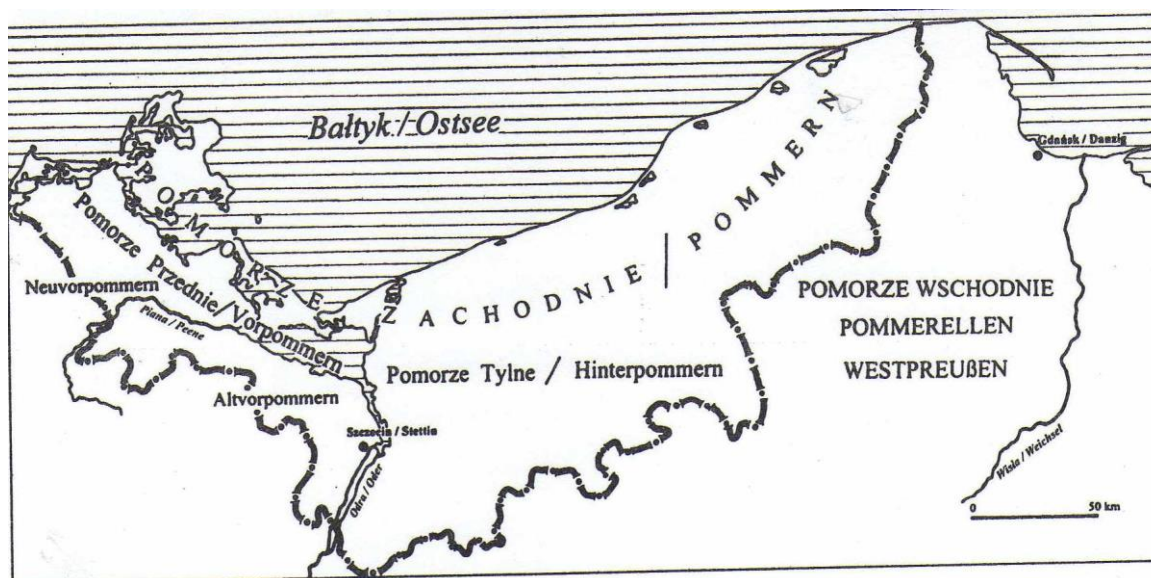 Bałtyk / Ostsee
Gdańsk / Danzig
POMORZE ZACHODNIE / POMMERN
Pomorze Przednie / Vorpommern
Neuvorpommern
Piana / Peene
POMORZE WSCHODNIE
POMMERELLEN
WESTPREUßEN
Pomorze Tylne / Hinterpommern
Altvorpommern
Szczecin / Stettin
Odra / Oder
Wisła / Weichsel
0 50 km